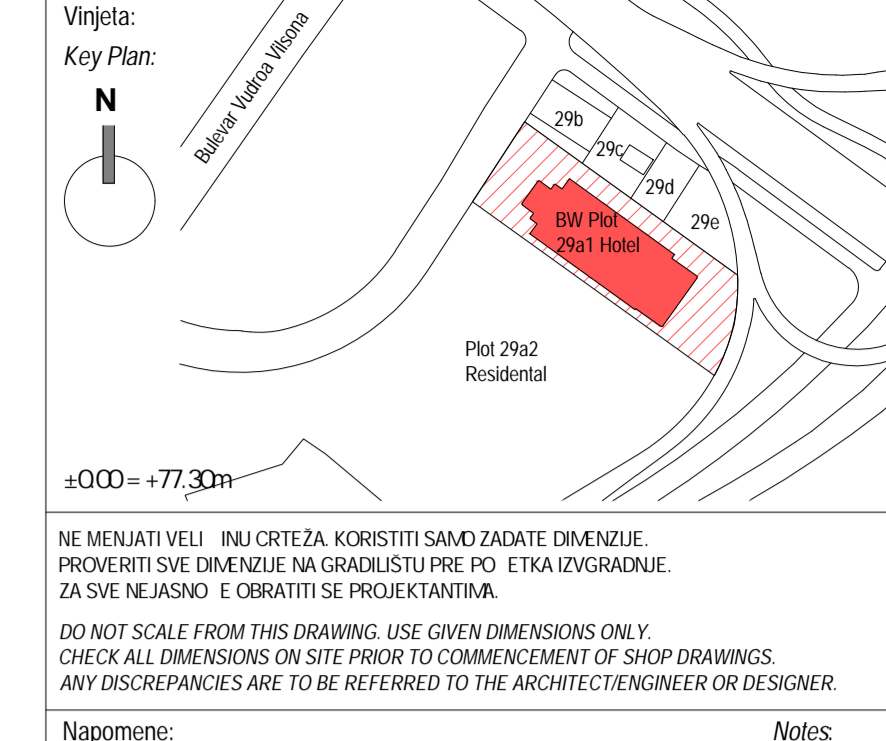 Vinjeta:
Key Plan:
N
Bulevar Vudroa Vilsona
29b
29c
29d
29e
BW Plot
29a1 Hotel
Plot 29a2
Residental
±0.00 = +77.30m
NE MENJATI VELI INU CRTEŽA. KORISTITI SAMO ZADATE DIMENZIJE.
PROVERITI SVE DIMENZIJE NA GRADILIŠTU PRE PO ETKA IZVGRADNJE.
ZA SVE NEJASNO E OBRATITI SE PROJEKTANTIMA.
DO NOT SCALE FROM THIS DRAWING. USE GIVEN DIMENSIONS ONLY.
CHECK ALL DIMENSIONS ON SITE PRIOR TO COMMENCEMENT OF SHOP DRAWINGS.
ANY DISCREPANCIES ARE TO BE REFERRED TO THE ARCHITECT/ENGINEER OR DESIGNER.
Napomene: Notes: